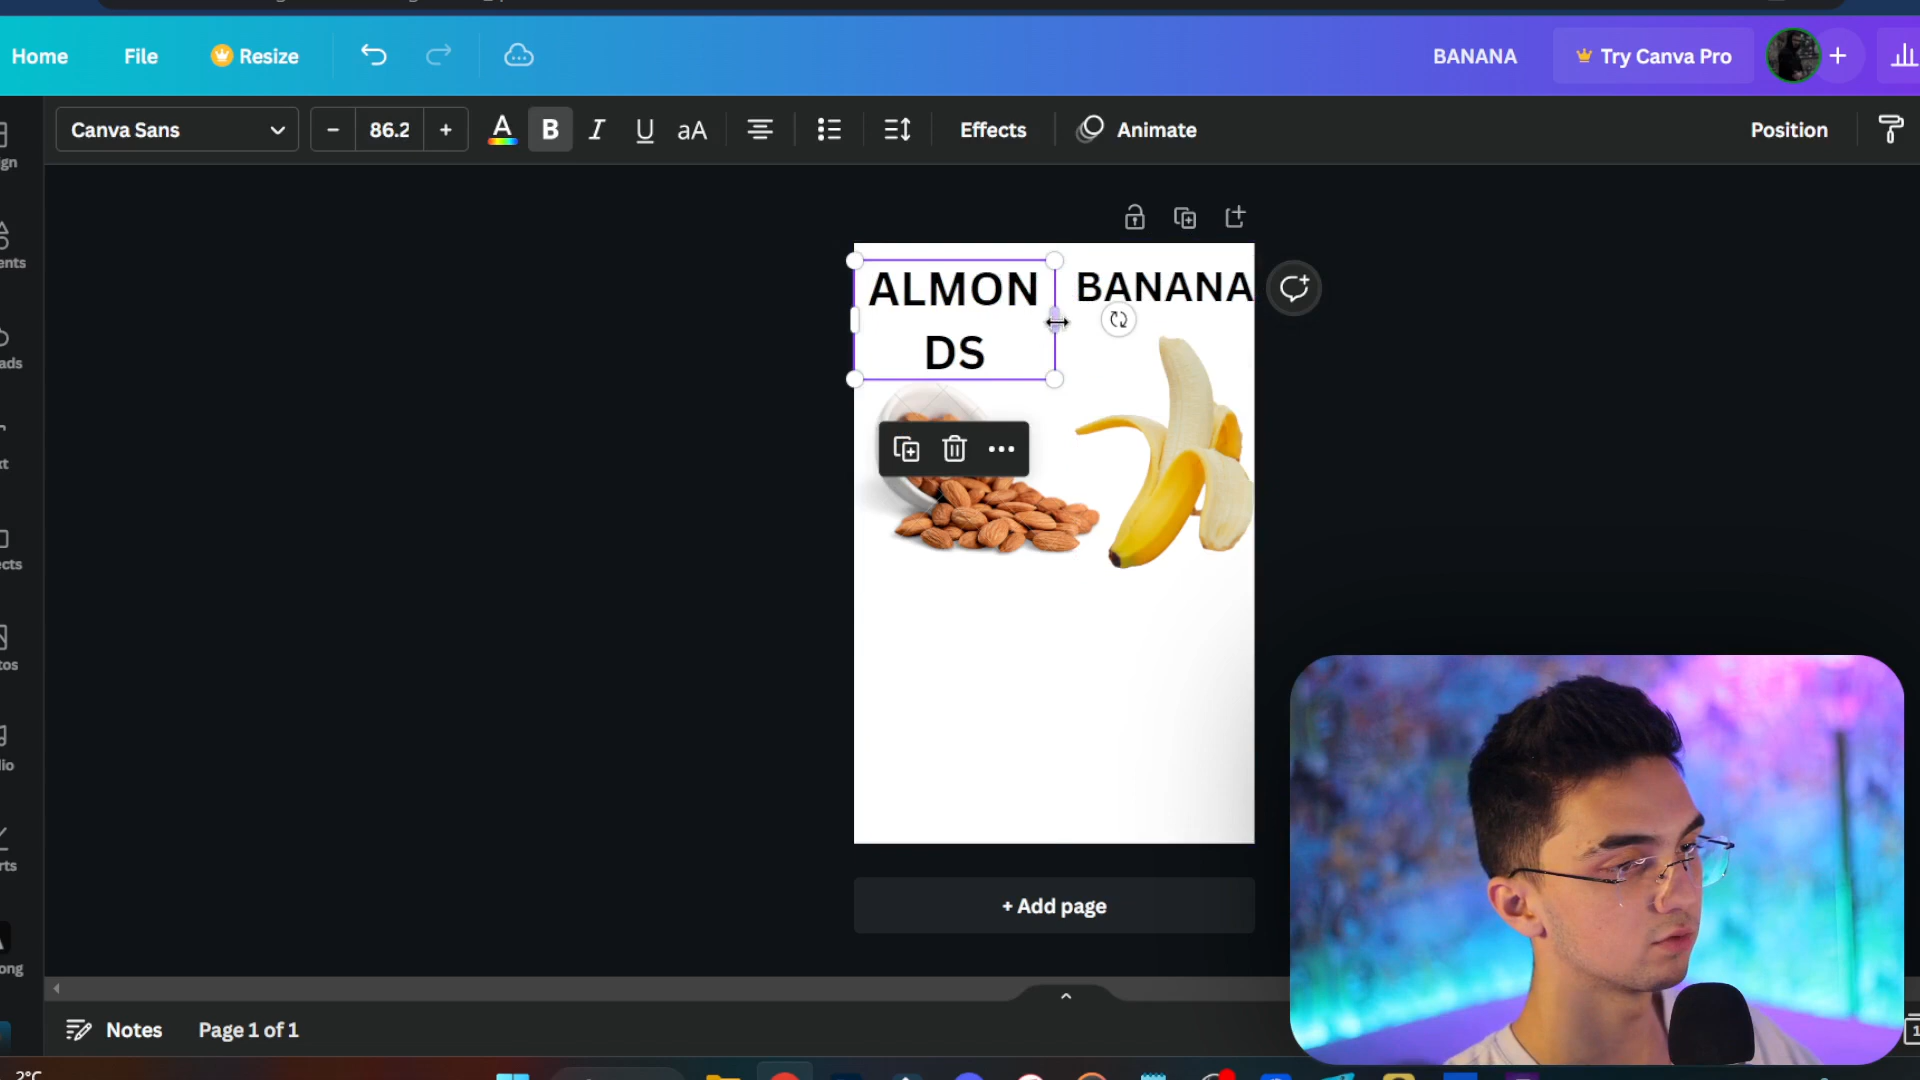 Home File Resize BANANA Try Canva Pro
Canva Sans 86.2 A B I U aA Effects Animate Position
ALMON
DS
BANANA
+ Add page
Notes Page 1 of 1
2°C